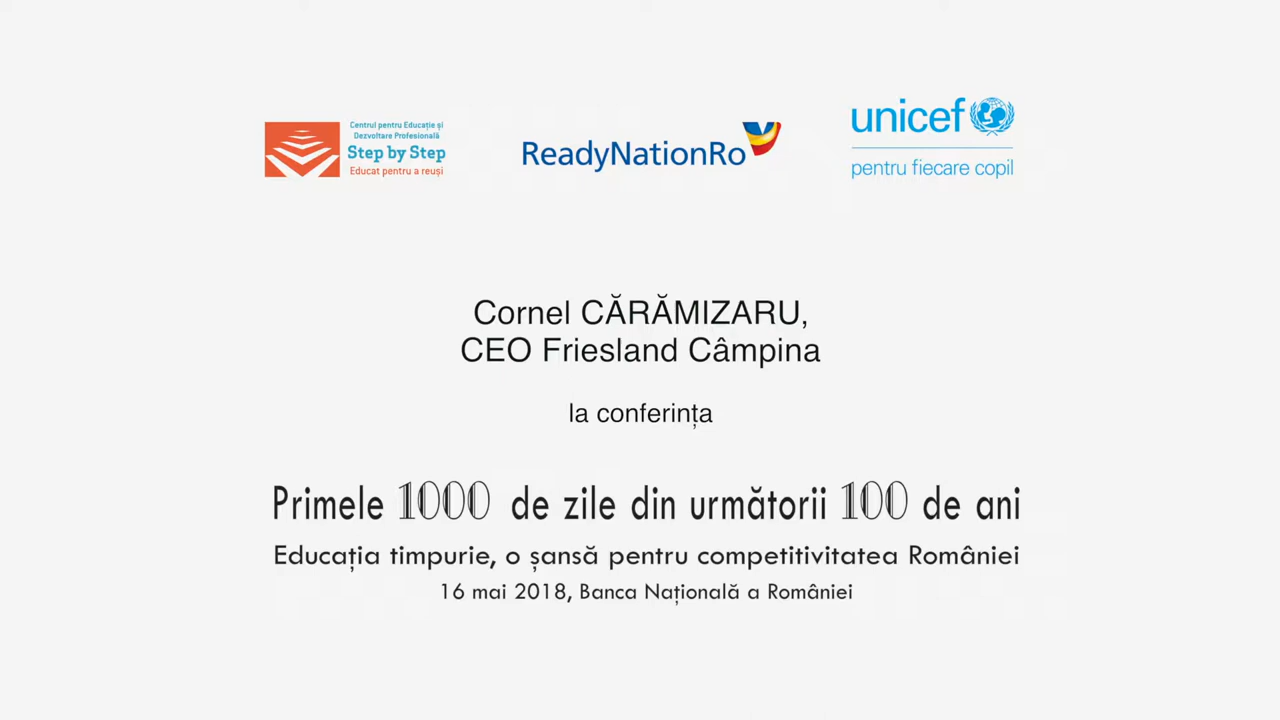 Centrul pentru Educație și
Dezvoltare Profesională
Step by Step
Educat pentru a reuși
ReadyNationRo
unicef
pentru fiecare copil
Cornel CĂRĂMIZARU,
CEO Friesland Câmpina
la conferința
Primele 1000 de zile din următorii 100 de ani
Educația timpurie, o șansă pentru competitivitatea României
16 mai 2018, Banca Națională a României